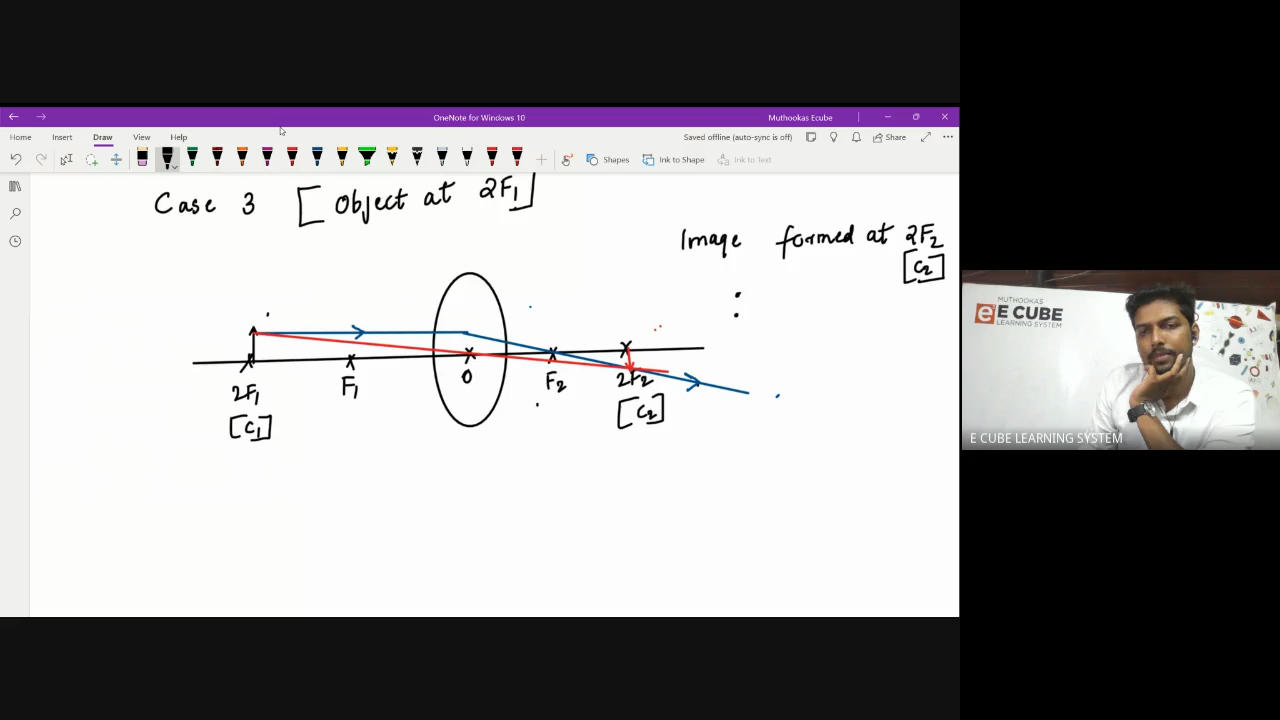 OneNote for Windows 10
Muthookas Ecube
Home Insert Draw View Help
Saved offline (auto-sync is off)
Share
Shapes
Ink to Shape
Ink to Text
Case 3 [Object at 2F1]
Image formed at 2F2
[C2]
2F1
F1
O
F2
2F2
[C1]
[C2]
MUTHOOKAS
e E CUBE
LEARNING SYSTEM
E CUBE LEARNING SYSTEM